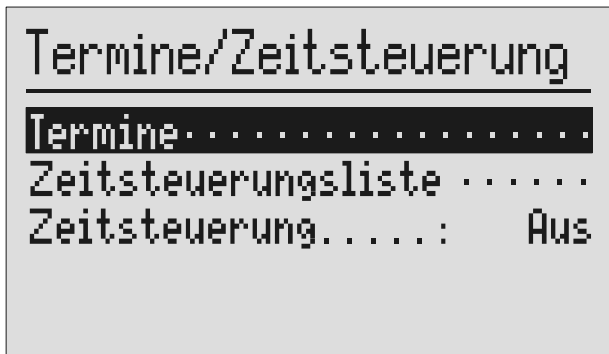 Termine/Zeitsteuerung
Termine··················
Zeitsteuerungsliste ······
Zeitsteuerung.....: Aus